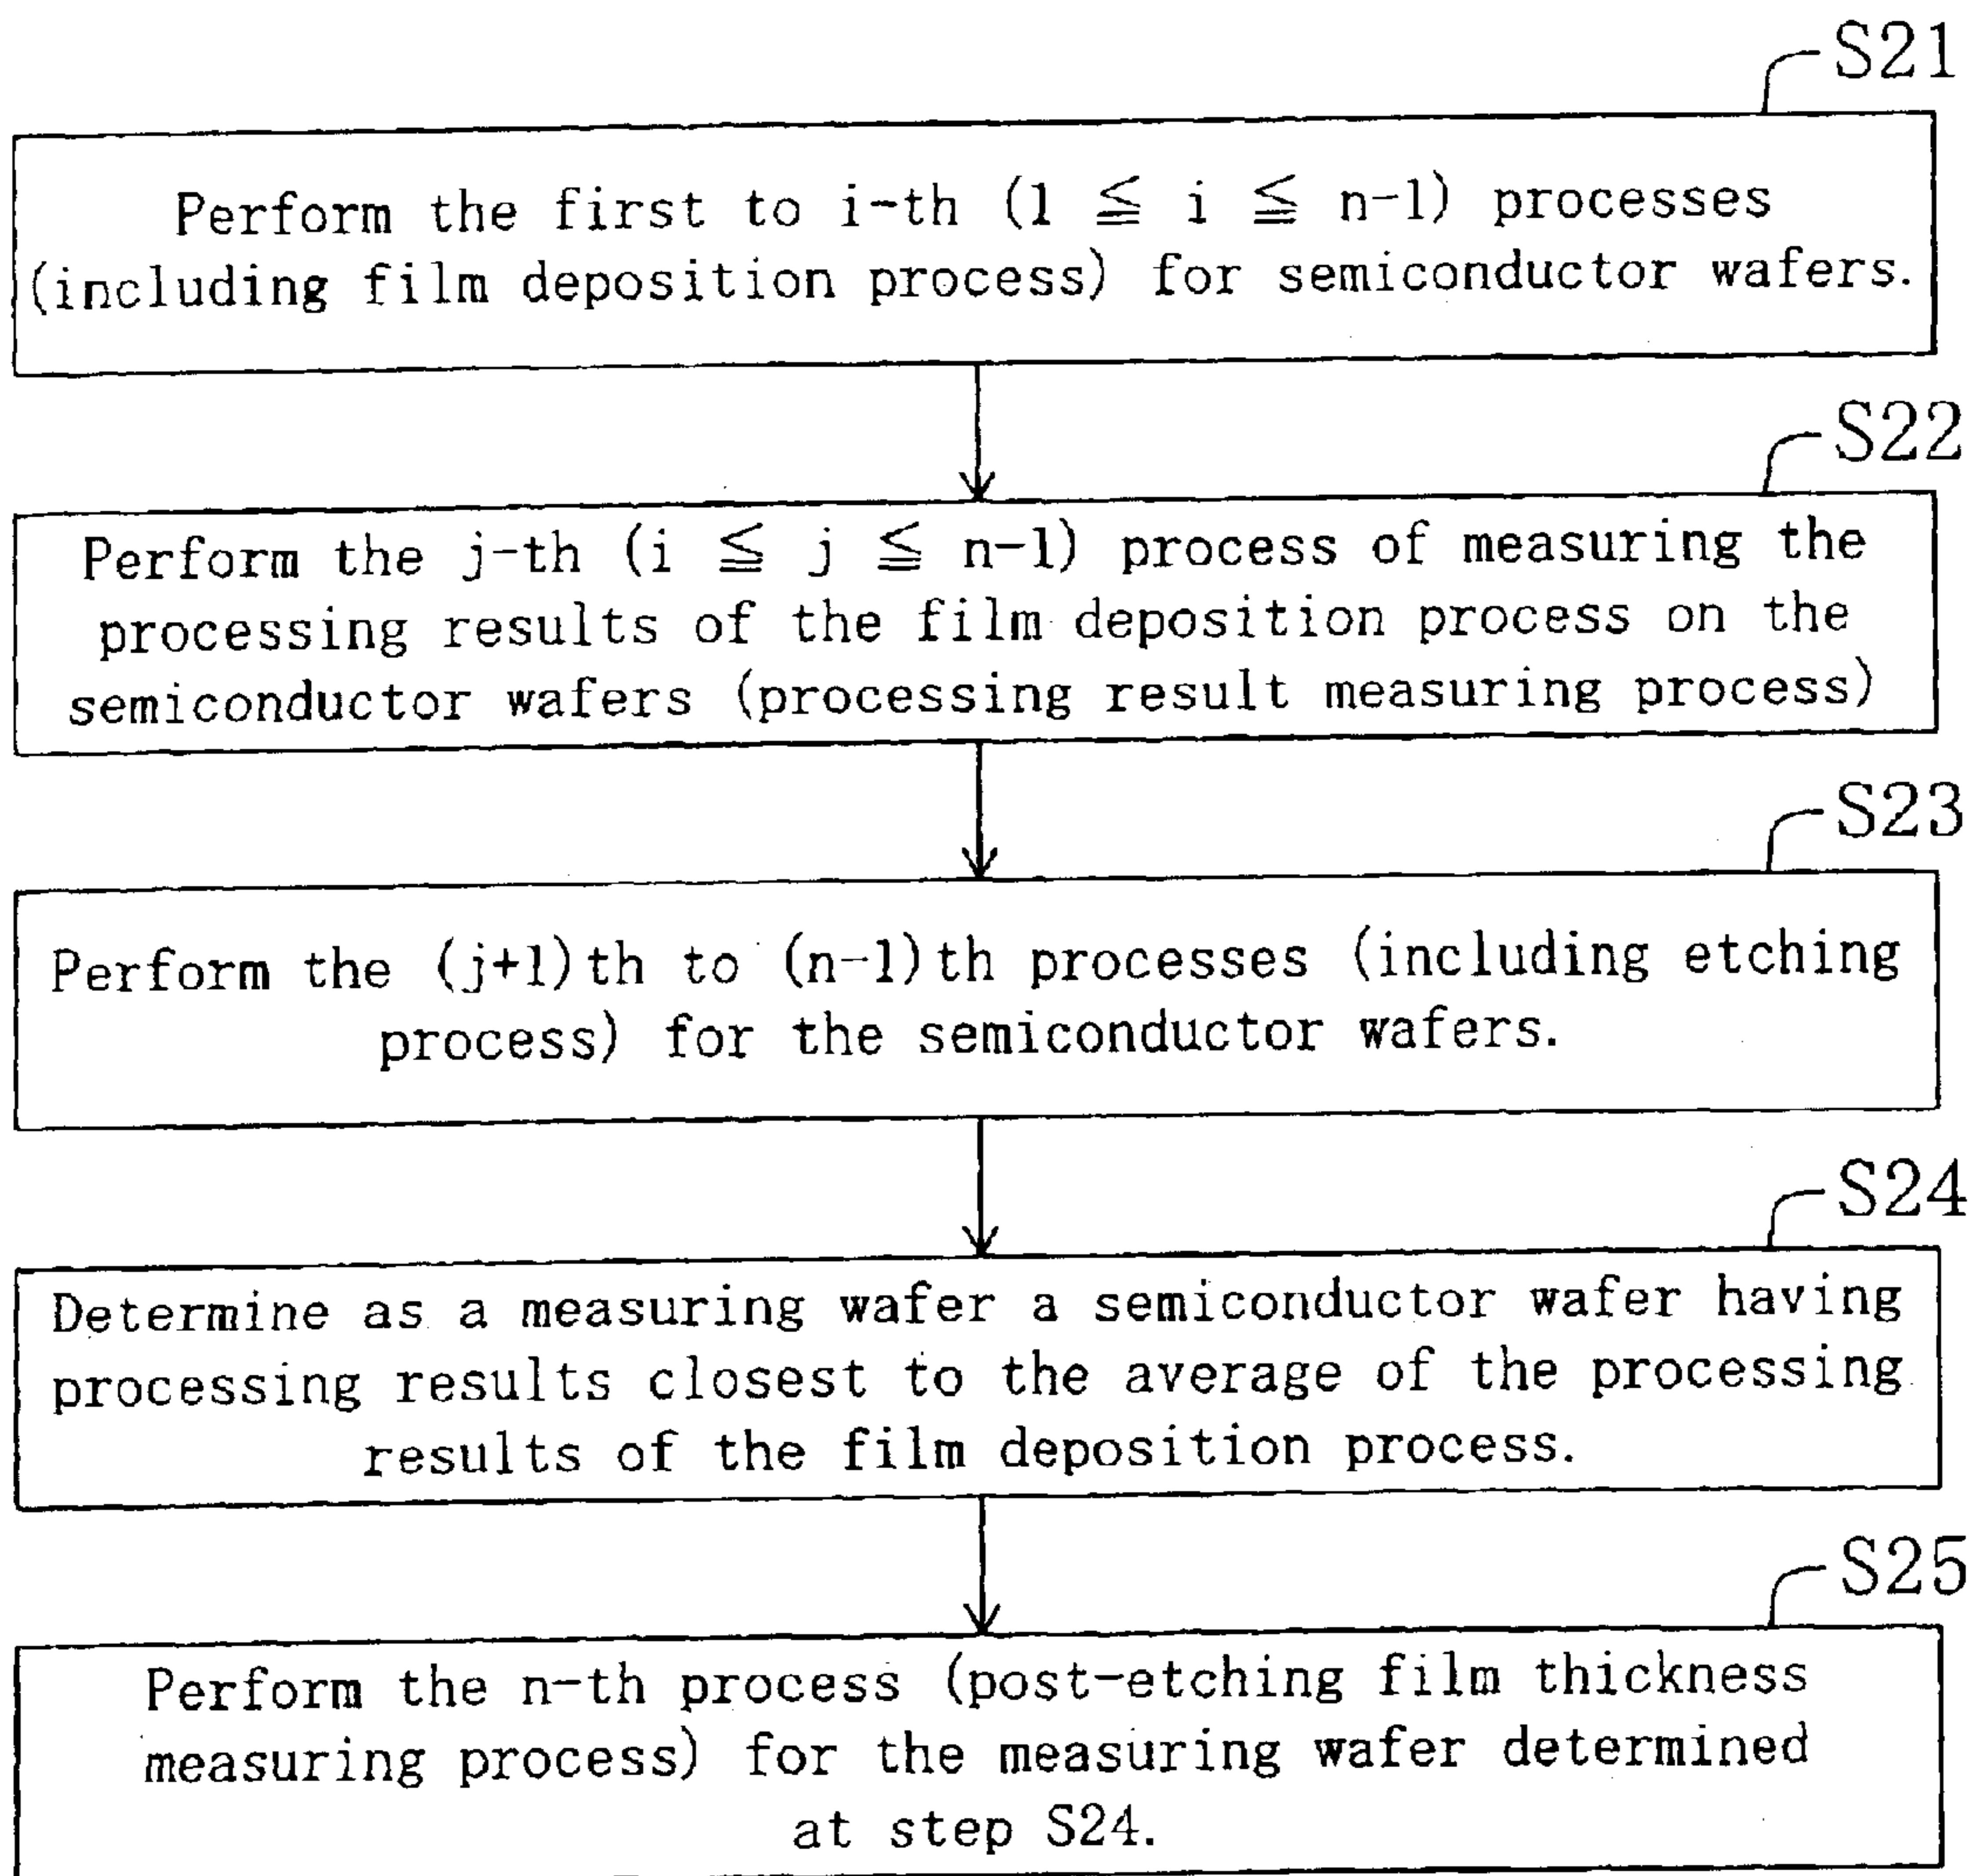 S21
Perform the first to i-th (1 ≦ i ≦ n-1) processes
(including film deposition process) for semiconductor wafers.
S22
Perform the j-th (i ≦ j ≦ n-1) process of measuring the
processing results of the film deposition process on the
semiconductor wafers (processing result measuring process)
S23
Perform the (j+1)th to (n-1)th processes (including etching
process) for the semiconductor wafers.
S24
Determine as a measuring wafer a semiconductor wafer having
processing results closest to the average of the processing
results of the film deposition process.
S25
Perform the n-th process (post-etching film thickness
measuring process) for the measuring wafer determined
at step S24.